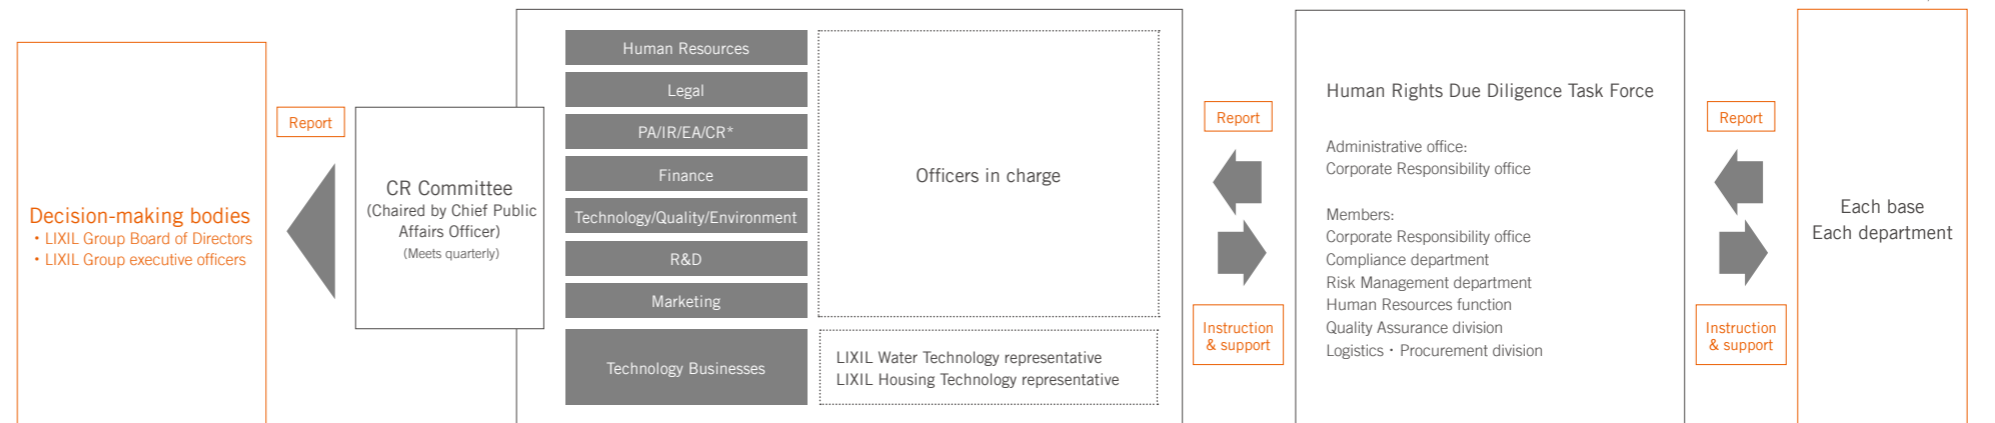 Decision-making bodies
・LIXIL Group Board of Directors
・LIXIL Group executive officers
Report
CR Committee
(Chaired by Chief Public
Affairs Officer)
(Meets quarterly)
Human Resources
Legal
PA/IR/EA/CR*
Finance
Technology/Quality/Environment
R&D
Marketing
Officers in charge
Technology Businesses
LIXIL Water Technology representative
LIXIL Housing Technology representative
Report
Instruction
& support
Human Rights Due Diligence Task Force
Administrative office:
Corporate Responsibility office
Members:
Corporate Responsibility office
Compliance department
Risk Management department
Human Resources function
Quality Assurance division
Logistics・Procurement division
Report
Instruction
& support
Each base
Each department